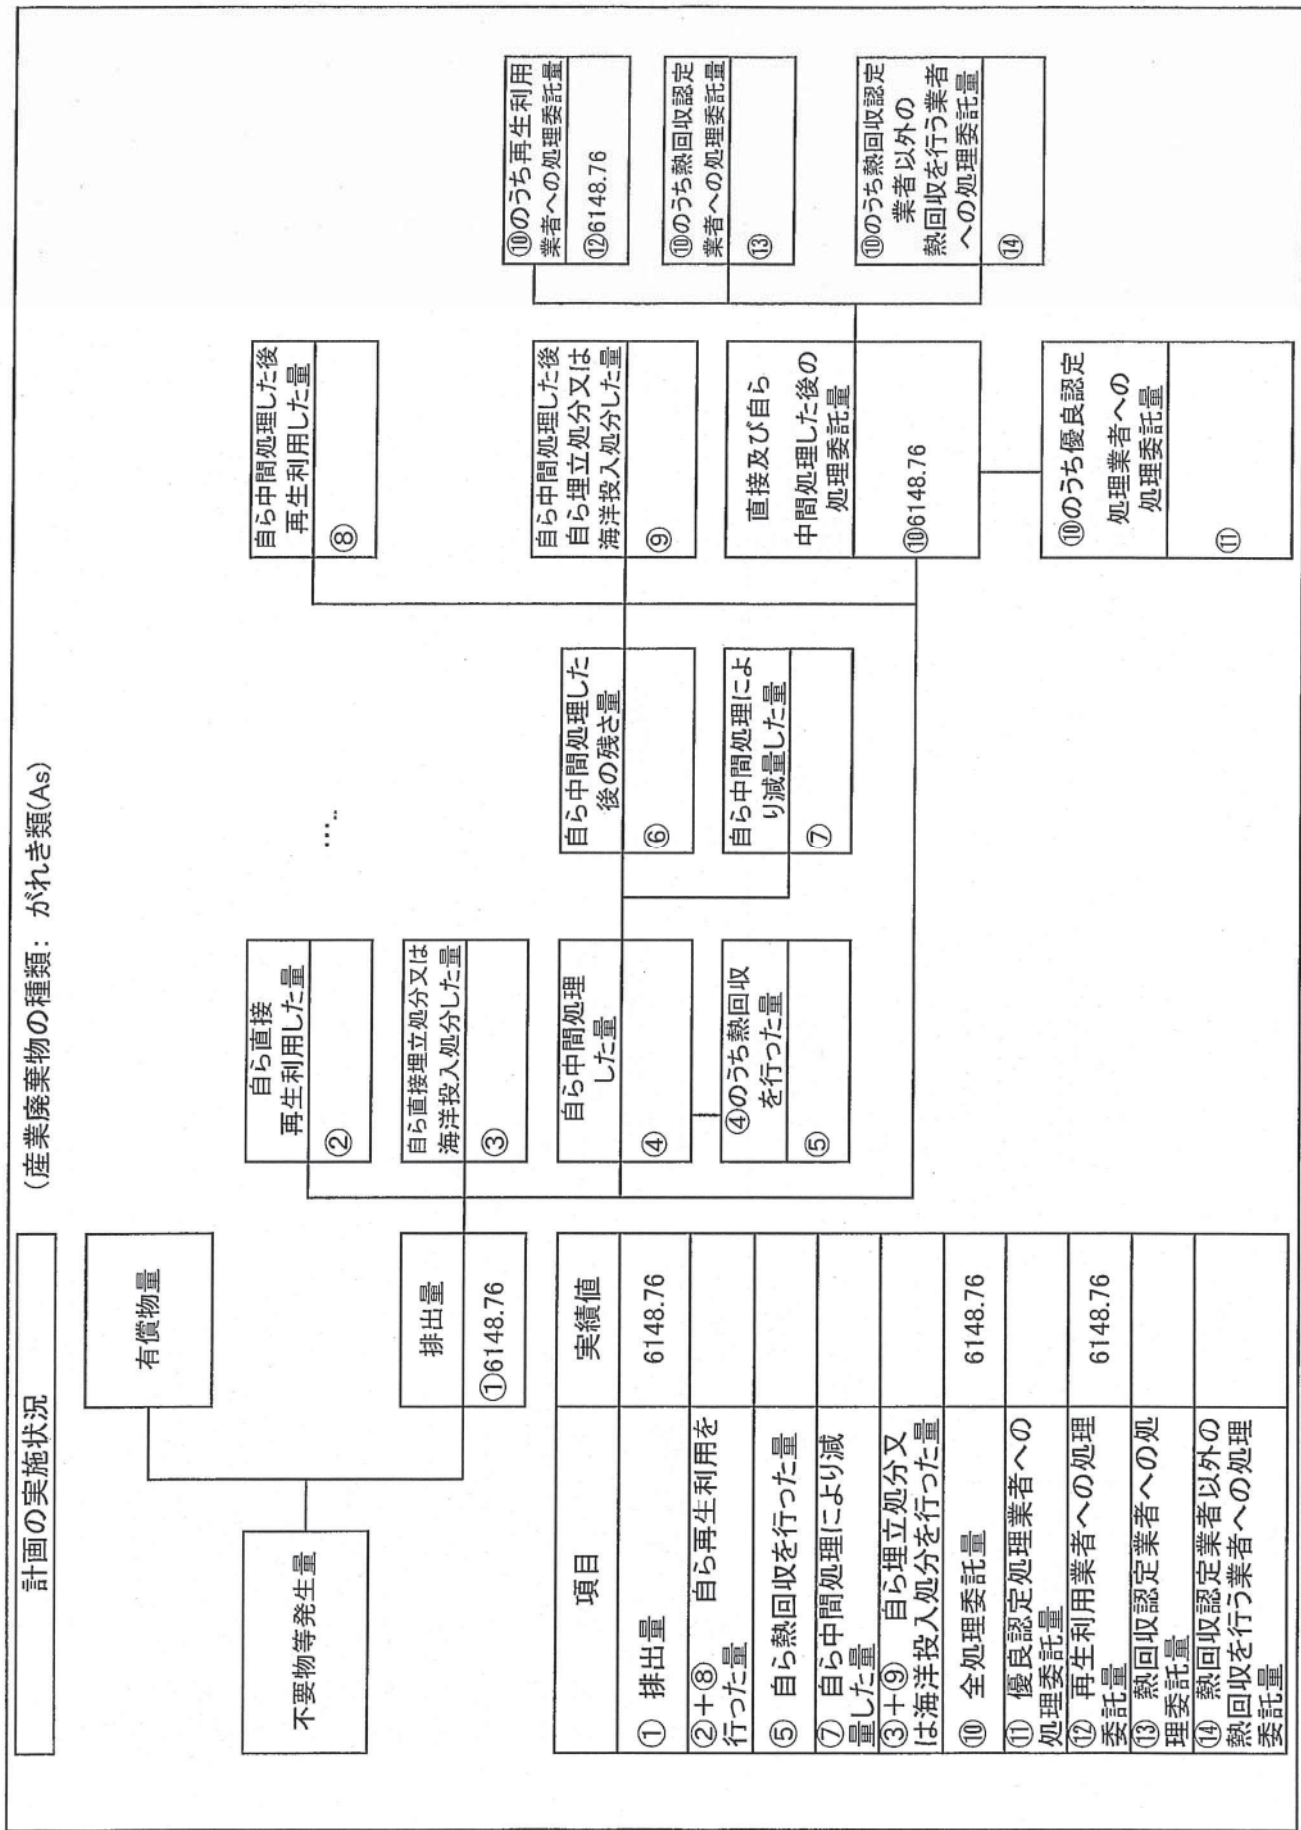 計画の実施状況
(産業廃棄物の種類: がれき類(As)
不要物等発生量
有償物量
排出量
①6148.76
自ら直接
再生利用した量
②
自ら直接埋立処分又は
海洋投入処分した量
③
自ら中間処理
した量
④
④のうち熱回収
を行った量
⑤
自ら中間処理した
後の残さ量
⑥
自ら中間処理によ
り減量した量
⑦
自ら中間処理した後
再生利用した量
⑧
自ら中間処理した後
自ら埋立処分又は
海洋投入処分した量
⑨
直接及び自ら
中間処理した後の
処理委託量
⑩6148.76
⑩のうち優良認定
処理業者への
処理委託量
⑪
⑩のうち再生利用
業者への処理委託量
⑫6148.76
⑩のうち熱回収認定
業者への処理委託量
⑬
⑩のうち熱回収認定
業者以外の
熱回収を行う業者
への処理委託量
⑭
項目 実績値
① 排出量 6148.76
②+⑧ 自ら再生利用を
行った量
⑤ 自ら熱回収を行った量
⑦ 自ら中間処理により減
量した量
③+⑨ 自ら埋立処分又
は海洋投入処分を行った量
⑩ 全処理委託量 6148.76
⑪ 優良認定処理業者への
処理委託量
⑫ 再生利用業者への処理
委託量 6148.76
⑬ 熱回収認定業者への処
理委託量
⑭ 熱回収認定業者以外の
熱回収を行う業者への処理
委託量